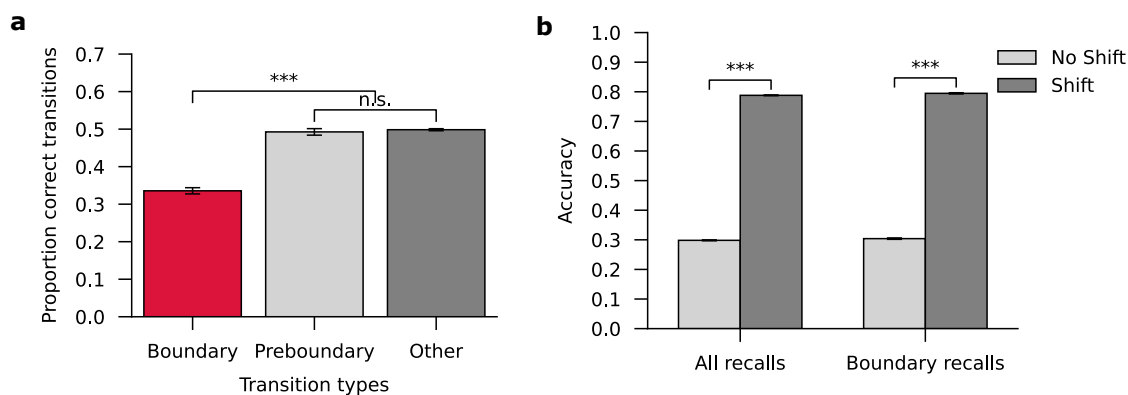 a
0.7
0.6
0.5
0.4
0.3
0.2
0.1
0.0
Proportion correct transitions
***
n.s.
Boundary Preboundary Other
Transition types
b
1.0
0.9
0.8
0.7
0.6
0.5
0.4
0.3
0.2
0.1
0.0
Accuracy
*** ***
No Shift
Shift
All recalls Boundary recalls